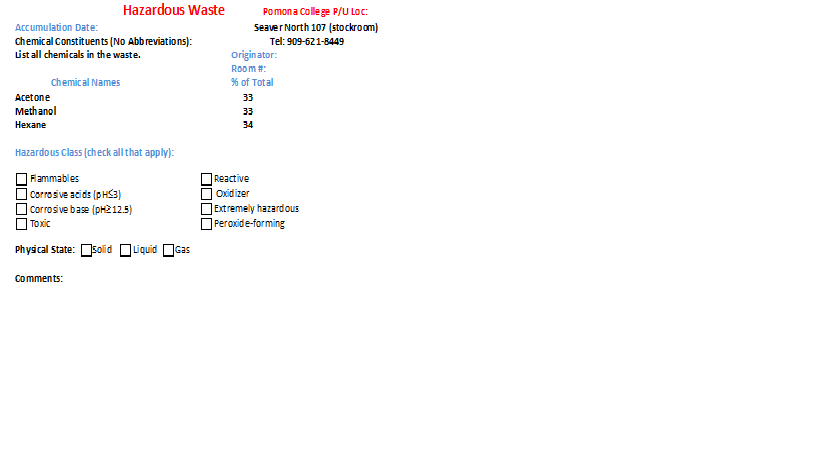 Hazardous Waste Pomona College P/U Loc:
Accumulation Date: Seaver North 107 (stockroom)
Chemical Constituents (No Abbreviations): Tel: 909-621-8449
List all chemicals in the waste. Originator:
Room #:
Chemical Names % of Total
Acetone 33
Methanol 33
Hexane 34
Hazardous Class (check all that apply):
Flammables Reactive
Corrosive acids (pH≤3) Oxidizer
Corrosive base (pH≥12.5) Extremely hazardous
Toxic Peroxide-forming
Physical State: Solid Liquid Gas
Comments: